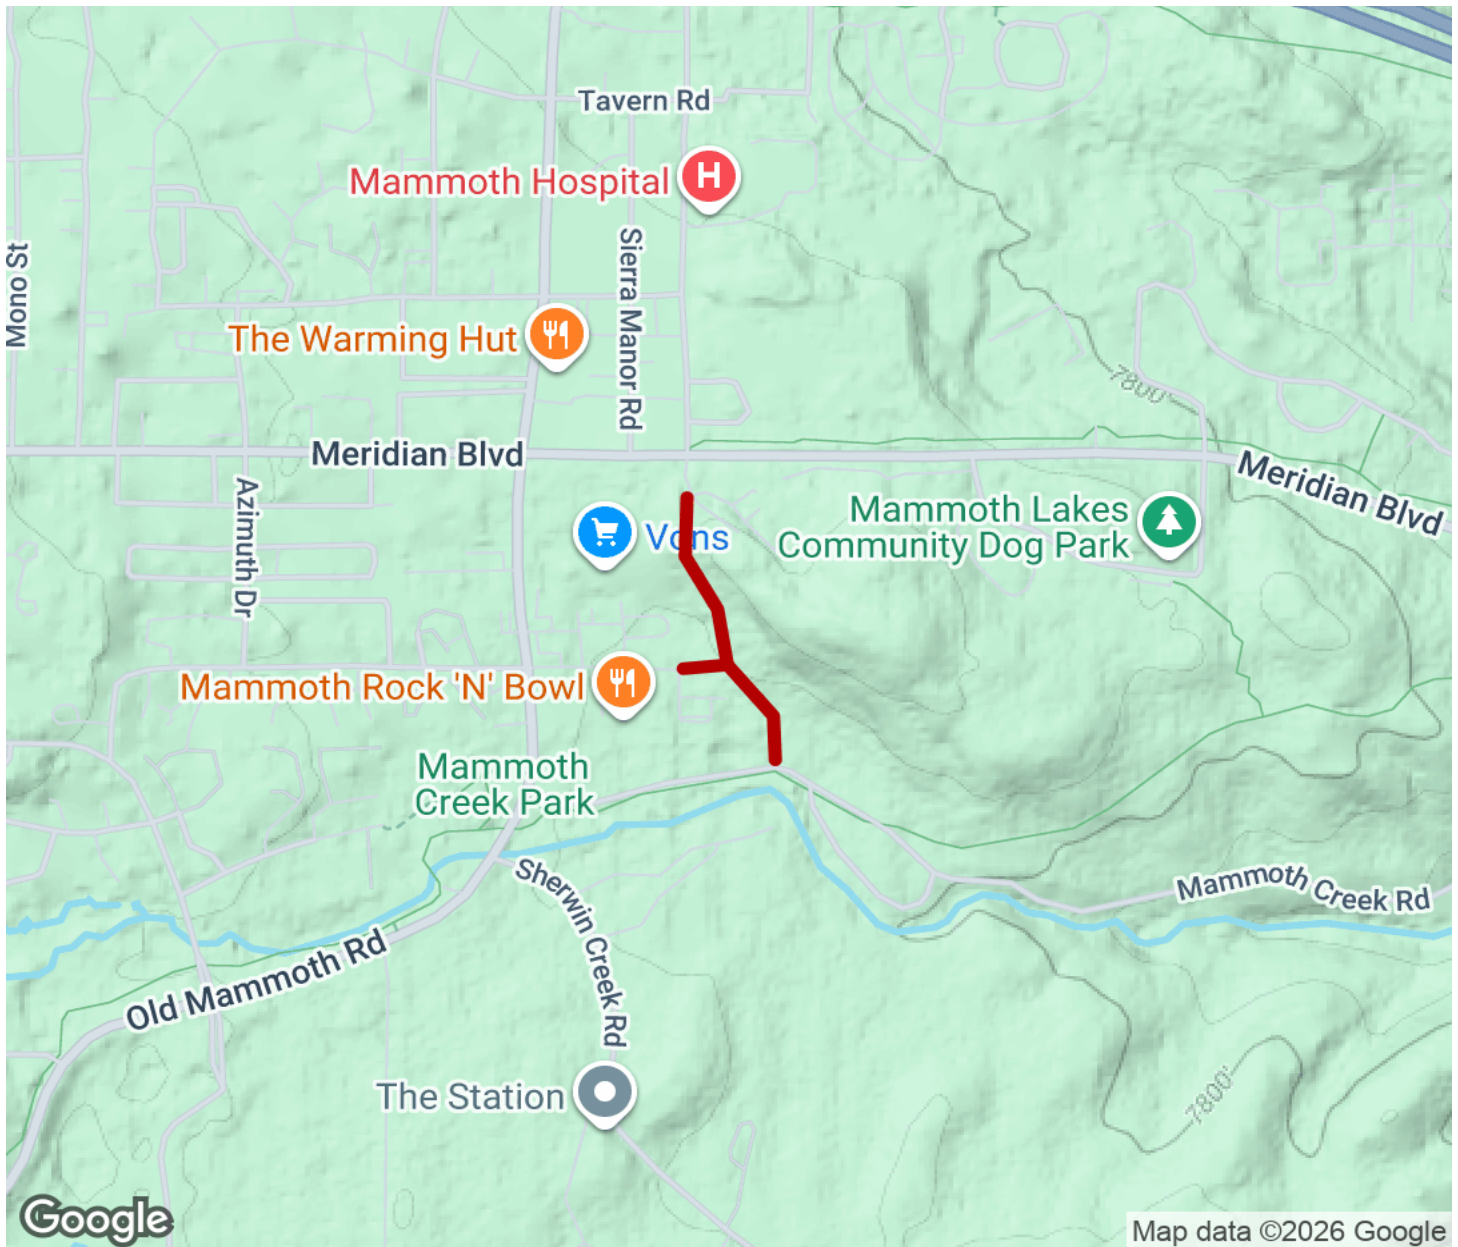 Tavern Rd
Mammoth Hospital
H
Mono St
Sierra Manor Rd
The Warming Hut
7800'
Meridian Blvd
Meridian Blvd
Azimuth Dr
Vons
Mammoth Lakes
Community Dog Park
Mammoth Rock 'N' Bowl
Mammoth
Creek Park
Sherwin Creek Rd
Mammoth Creek Rd
Old Mammoth Rd
The Station
7800'
Google
Map data ©2026 Google